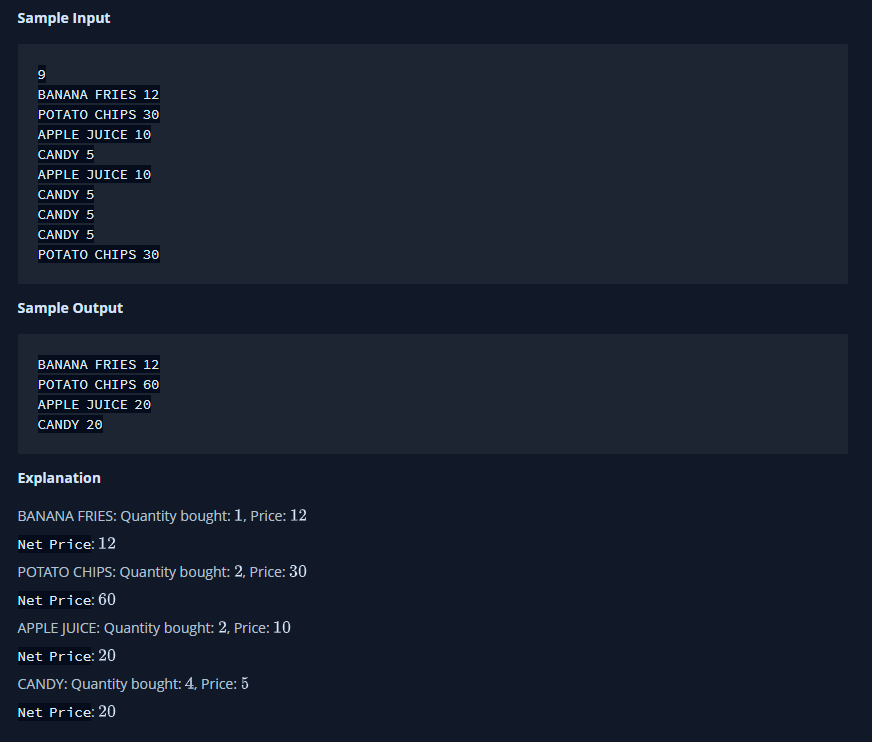 Sample Input
9
BANANA FRIES 12
POTATO CHIPS 30
APPLE JUICE 10
CANDY 5
APPLE JUICE 10
CANDY 5
CANDY 5
CANDY 5
POTATO CHIPS 30
Sample Output
BANANA FRIES 12
POTATO CHIPS 60
APPLE JUICE 20
CANDY 20
Explanation
BANANA FRIES: Quantity bought: 1, Price: 12
Net Price: 12
POTATO CHIPS: Quantity bought: 2, Price: 30
Net Price: 60
APPLE JUICE: Quantity bought: 2, Price: 10
Net Price: 20
CANDY: Quantity bought: 4, Price: 5
Net Price: 20